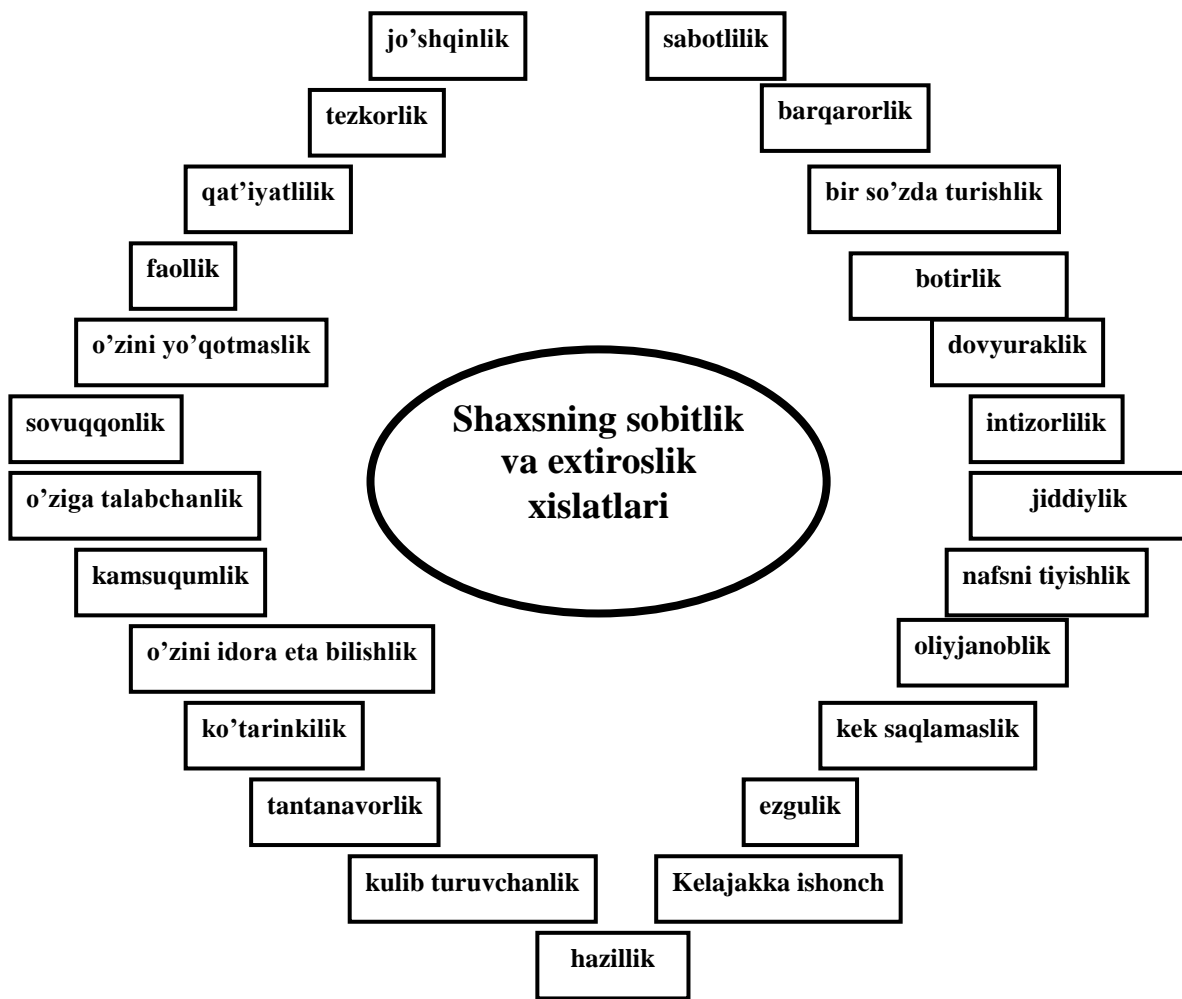 jo’shqinlik
sabotlilik
tezkorlik
barqarorlik
qat’iyatlilik
bir so’zda turishlik
faollik
botirlik
o’zini yo’qotmaslik
dovyuraklik
sovuqqonlik
Shaxsning sobitlik
va extiroslik
xislatlari
intizorlilik
o’ziga talabchanlik
jiddiylik
kamsuqumlik
nafsni tiyishlik
o’zini idora eta bilishlik
oliyjanoblik
ko’tarinkilik
kek saqlamaslik
tantanavorlik
ezgulik
kulib turuvchanlik
Kelajakka ishonch
hazillik